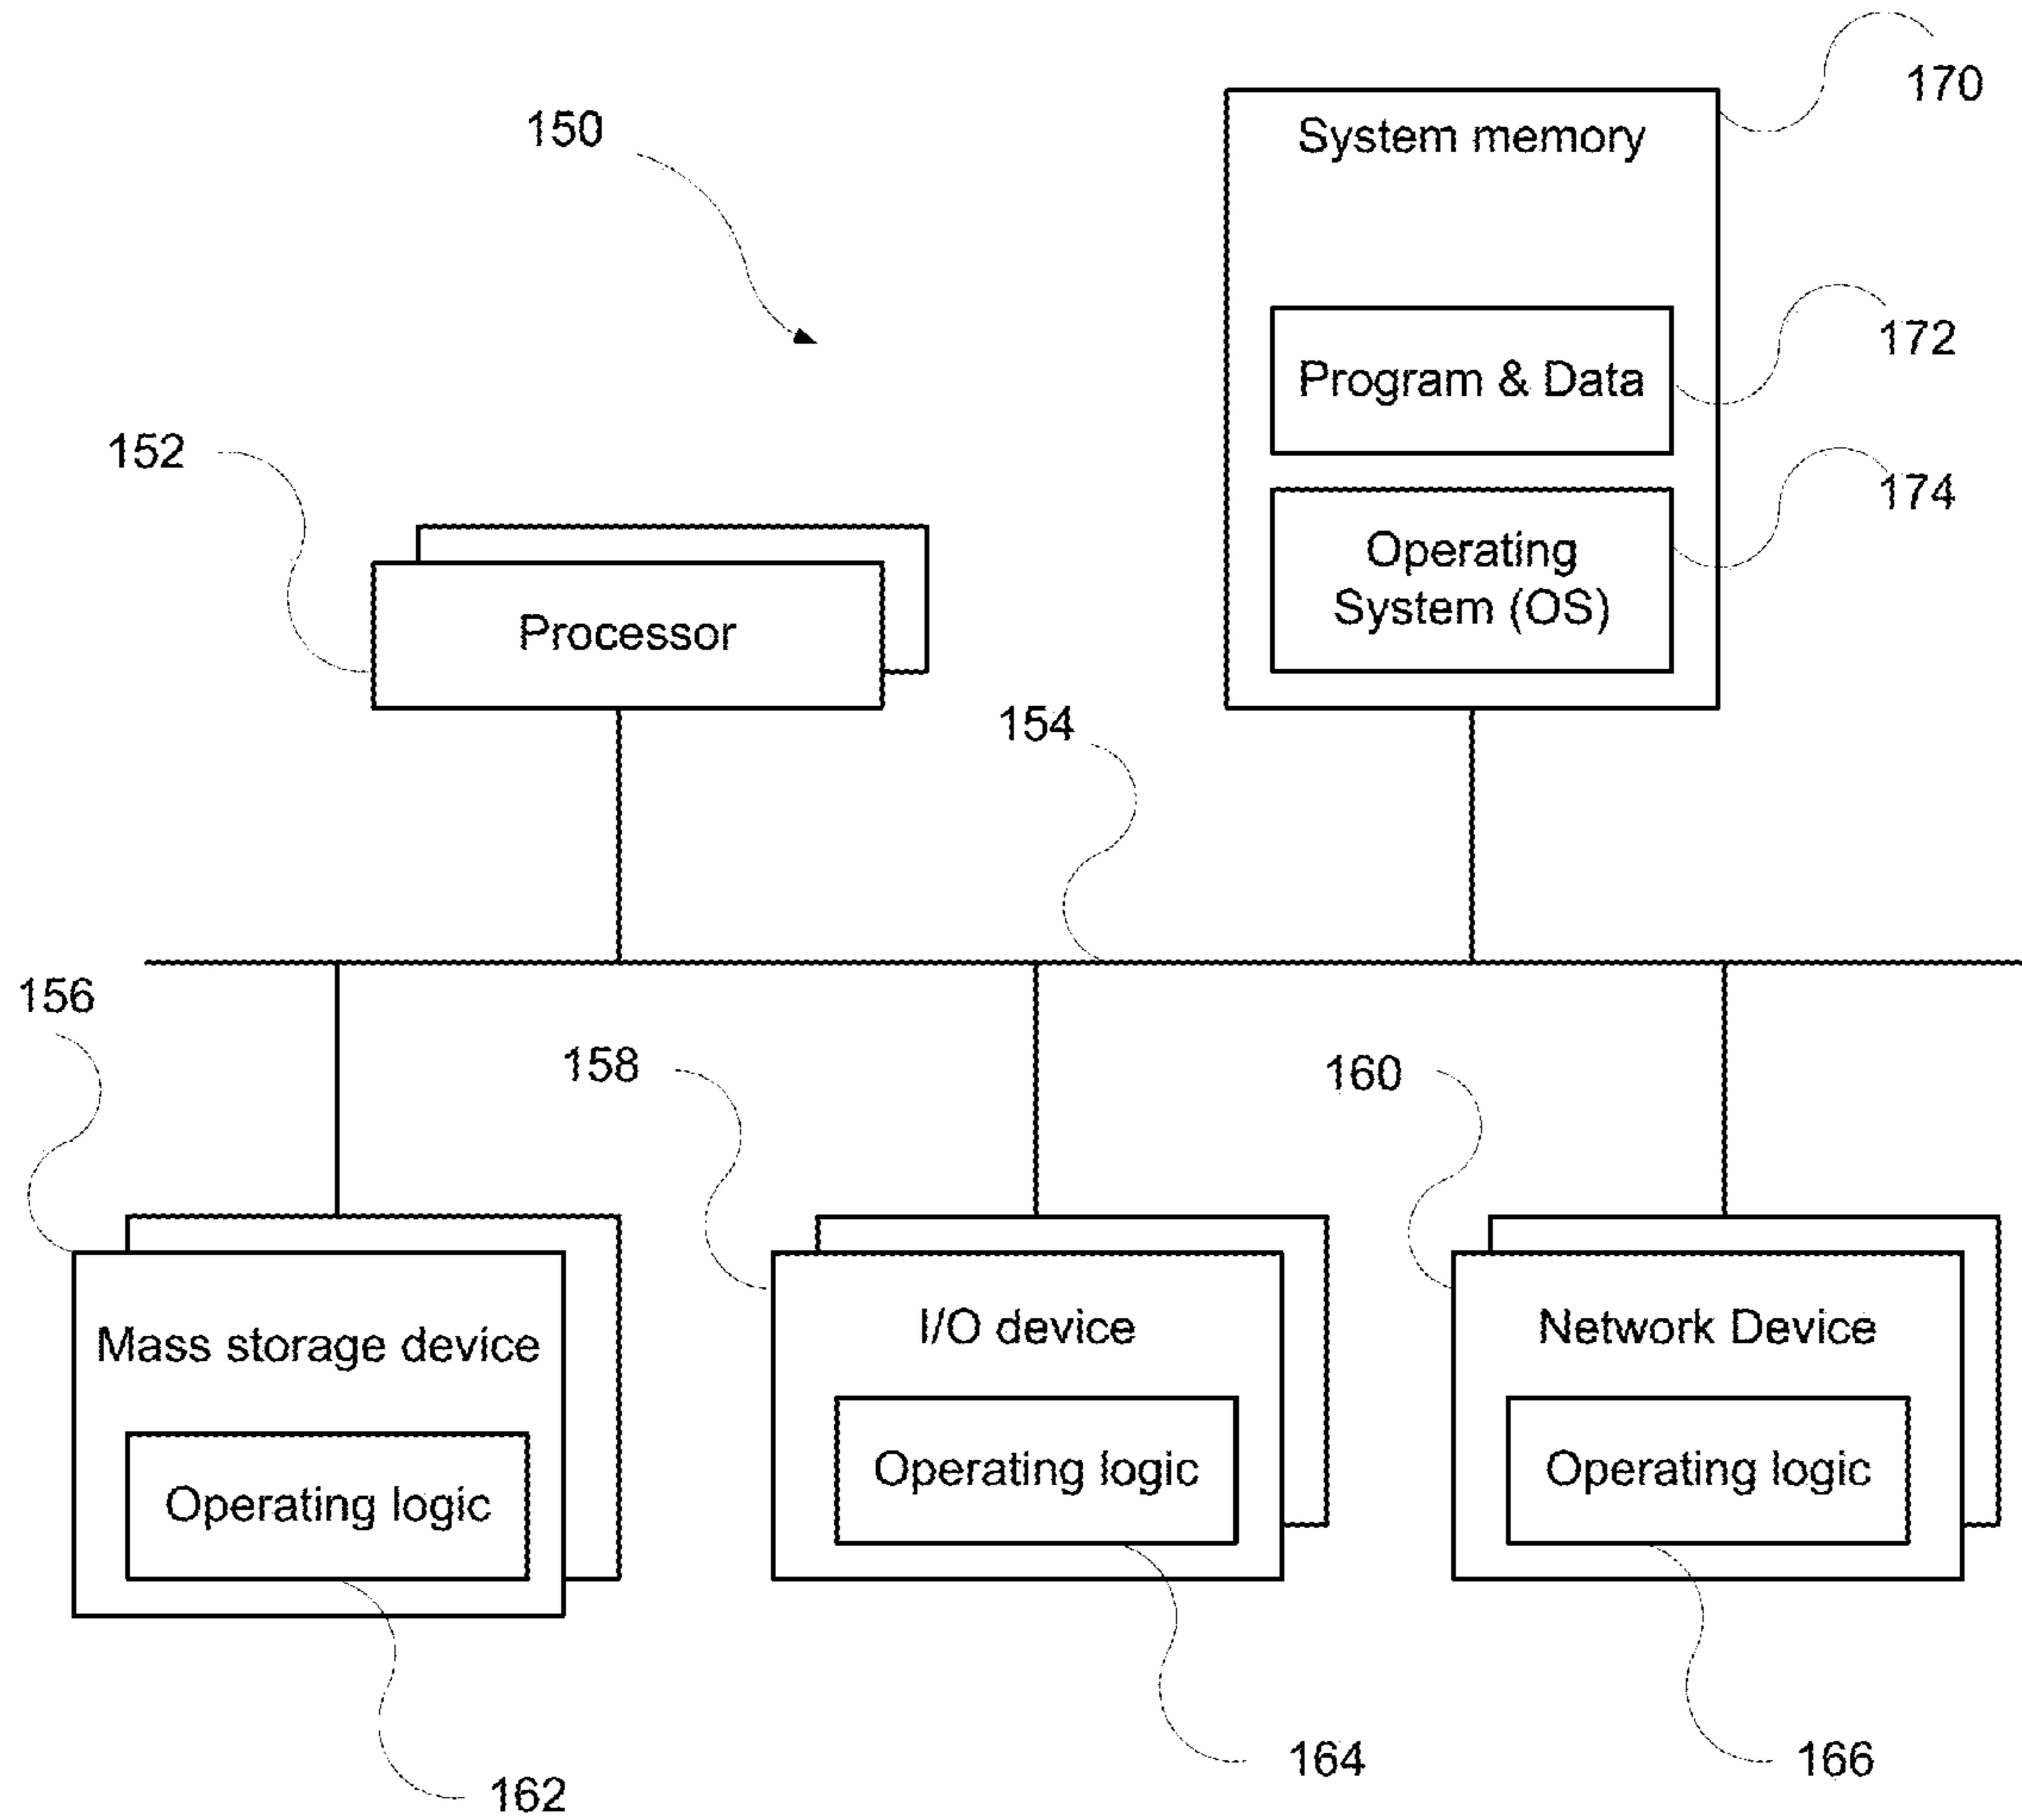 170
System memory
150
172
Program & Data
152
174
Operating
System (OS)
Processor
154
156
158
160
I/O device
Network Device
Mass storage device
Operating logic
Operating logic
Operating logic
164
166
162